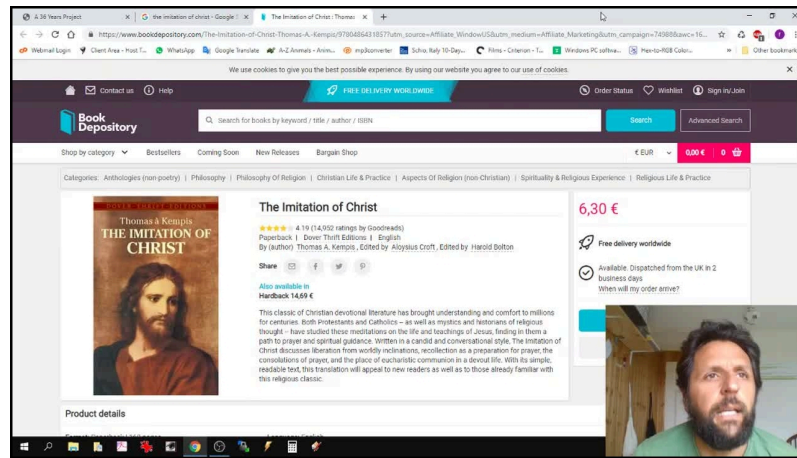 A 36 Years Project
the imitation of christ - Google S
The Imitation of Christ : Thomas
https://www.bookdepository.com/The-Imitation-of-Christ-Thomas-A.-Kempis/9780486431857?utm_source=Affiliate_WindowUS&utm_medium=Affiliate_Marketing&utm_campaign=74988&awc=16...
Webmail Login
Client Area - Host T...
WhatsApp
Google Translate
A-Z Animals - Anim...
mp3converter
Schio, Italy 10-Day...
Films - Criterion - T...
Windows PC softwa...
Hex-to-RGB Color...
Other bookmark
We use cookies to give you the best possible experience. By using our website you agree to our use of cookies.
Contact us
Help
FREE DELIVERY WORLDWIDE
Order Status
Wishlist
Sign in/Join
Book
Depository
Search for books by keyword / title / author / ISBN
Search
Advanced Search
Shop by category
Bestsellers
Coming Soon
New Releases
Bargain Shop
€ EUR
0,00 €
0
Categories: Anthologies (non-poetry) | Philosophy | Philosophy Of Religion | Christian Life & Practice | Aspects Of Religion (non-Christian) | Spirituality & Religious Experience | Religious Life & Practice
DOVER THRIFT EDITIONS
Thomas à Kempis
THE IMITATION OF
CHRIST
The Imitation of Christ
4.19 (14,952 ratings by Goodreads)
Paperback | Dover Thrift Editions | English
By (author) Thomas A. Kempis, Edited by Aloysius Croft, Edited by Harold Bolton
Share
Also available in
Hardback 14,69 €
This classic of Christian devotional literature has brought understanding and comfort to millions
for centuries. Both Protestants and Catholics – as well as mystics and historians of religious
thought – have studied these meditations on the life and teachings of Jesus, finding in them a
path to prayer and spiritual guidance. Written in a candid and conversational style, The Imitation of
Christ discusses liberation from worldly inclinations, recollection as a preparation for prayer, the
consolations of prayer, and the place of eucharistic communion in a devout life. With its simple,
readable text, this translation will appeal to new readers as well as to those already familiar with
this religious classic.
6,30 €
Free delivery worldwide
Available. Dispatched from the UK in 2
business days
When will my order arrive?
Product details